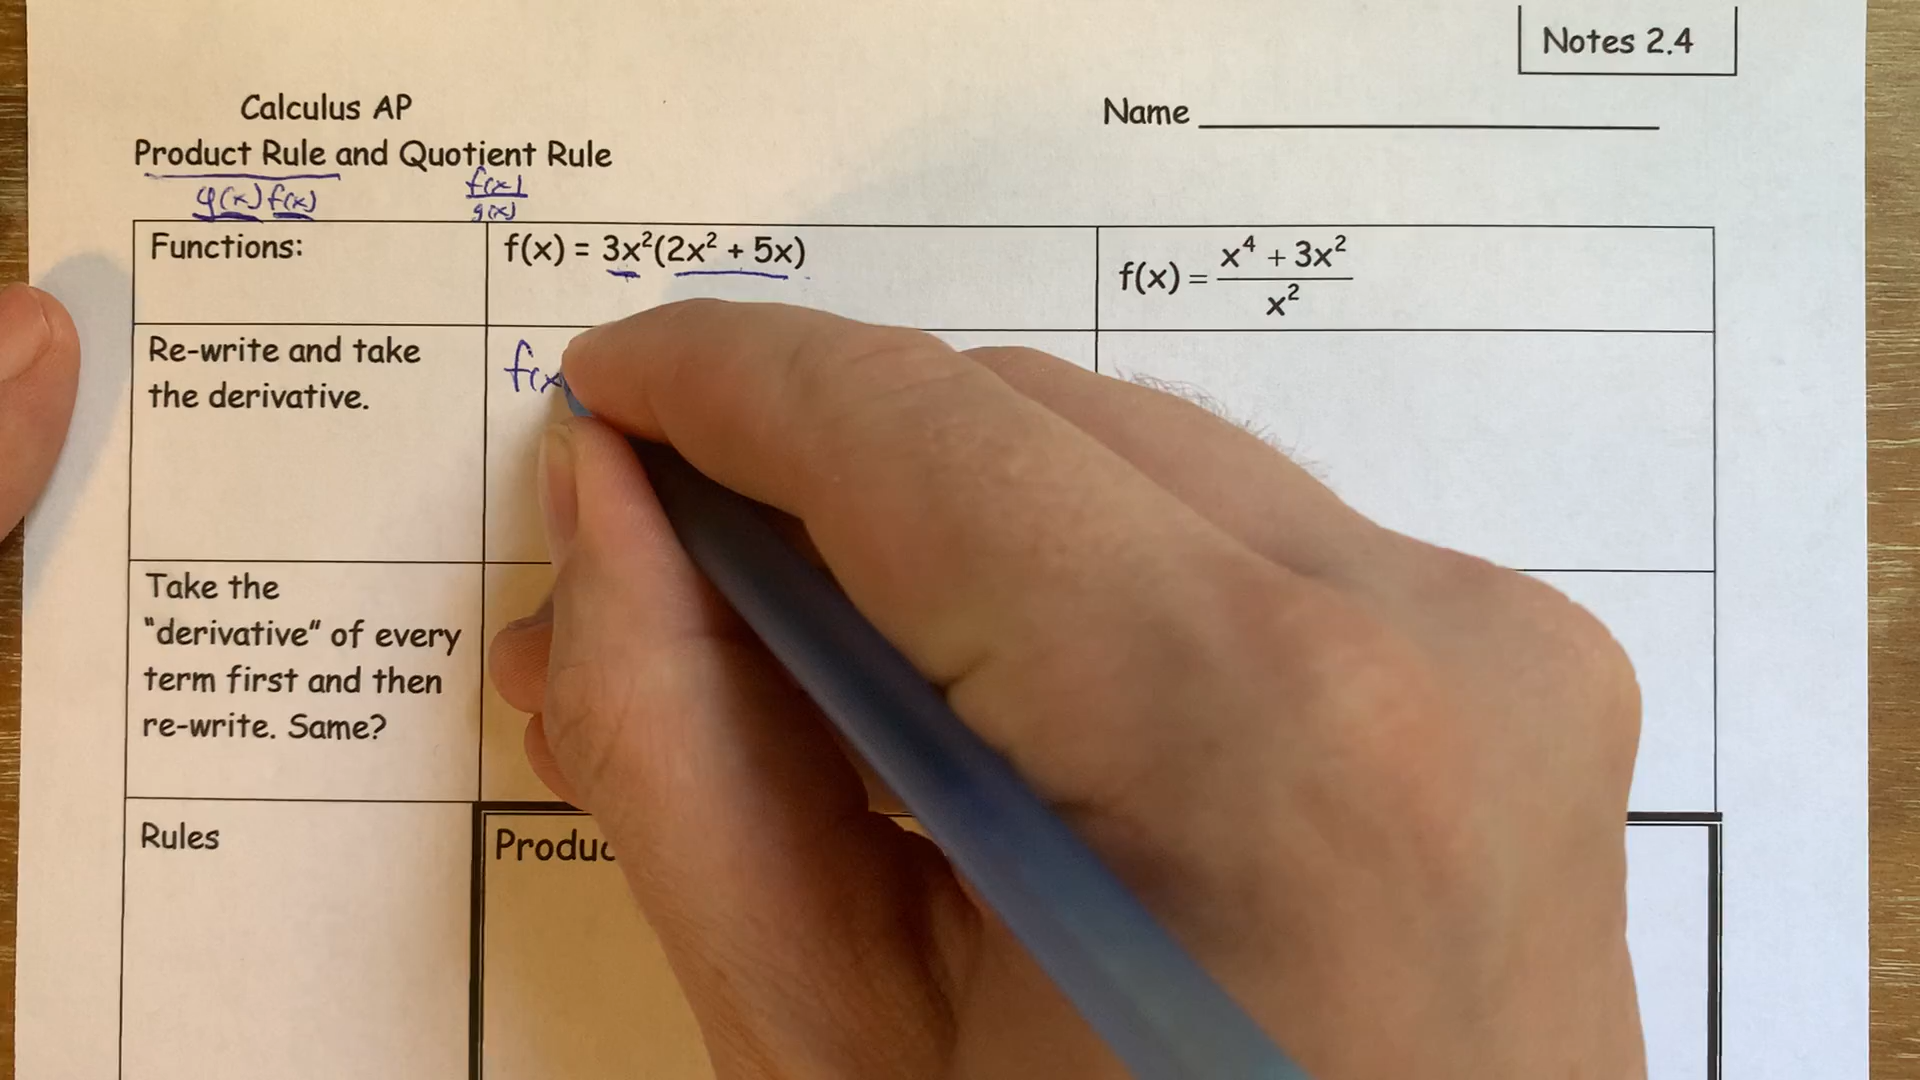 Notes 2.4
Calculus AP
Name
Product Rule and Quotient Rule
g(x) f(x)
f(x)
g(x)
Functions:
f(x) = 3x²(2x² + 5x)
f(x) = x⁴ + 3x²
x²
Re-write and take
the derivative.
f(x
Take the
"derivative" of every
term first and then
re-write. Same?
Rules
Produc